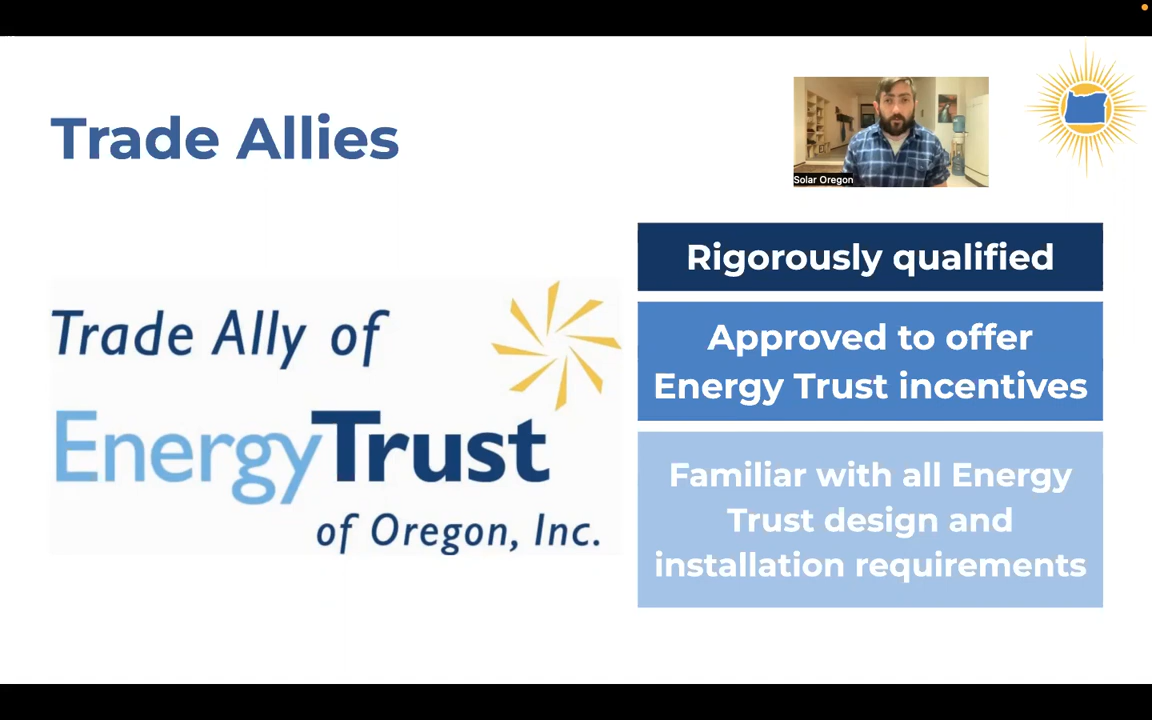 Trade Allies
Solar Oregon
Trade Ally of
EnergyTrust
of Oregon, Inc.
Rigorously qualified
Approved to offer
Energy Trust incentives
Familiar with all Energy
Trust design and
installation requirements